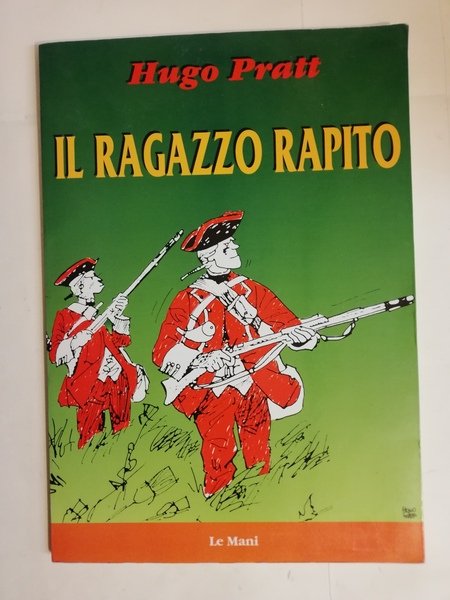 Hugo Pratt
IL RAGAZZO RAPITO
Le Mani